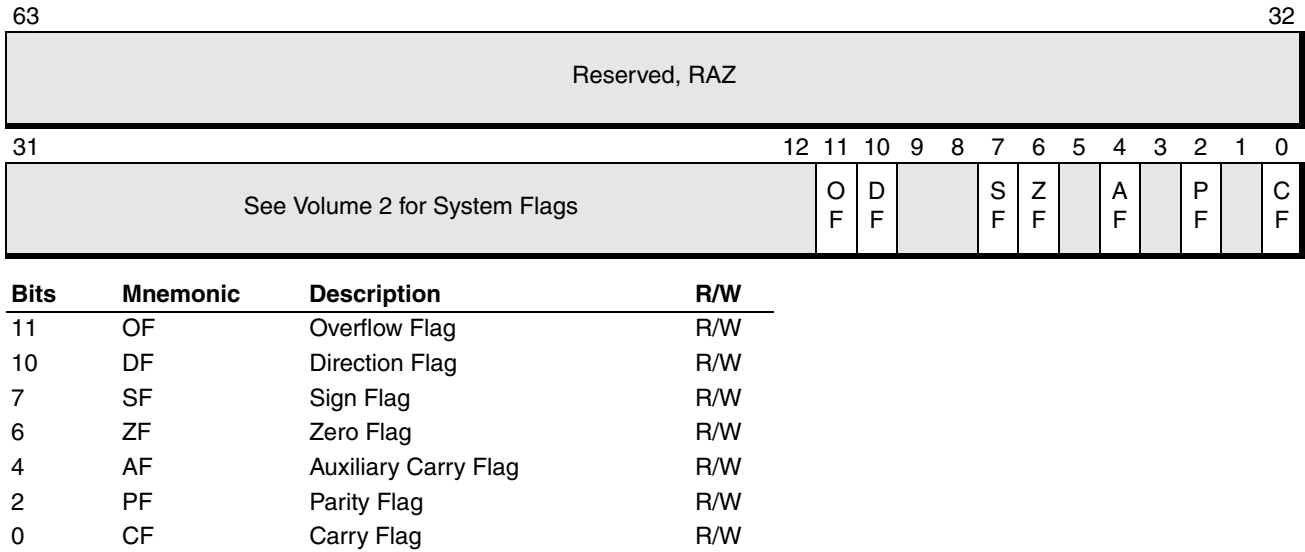 63 32
Reserved, RAZ
31 12 11 10 9 8 7 6 5 4 3 2 1 0
See Volume 2 for System Flags
O D S Z A P C
F F F F F F F
Bits Mnemonic Description R/W
11 OF Overflow Flag R/W
10 DF Direction Flag R/W
7 SF Sign Flag R/W
6 ZF Zero Flag R/W
4 AF Auxiliary Carry Flag R/W
2 PF Parity Flag R/W
0 CF Carry Flag R/W